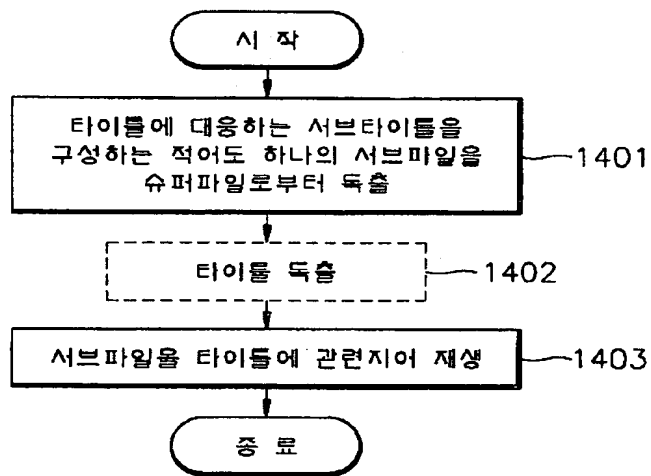 시 작
타이틀에 대응하는 서브타이틀을
구성하는 적어도 하나의 서브파일을
슈퍼파일로부터 독출
1401
타이틀 독출
1402
서브파일을 타이틀에 관련지어 재생
1403
종 료